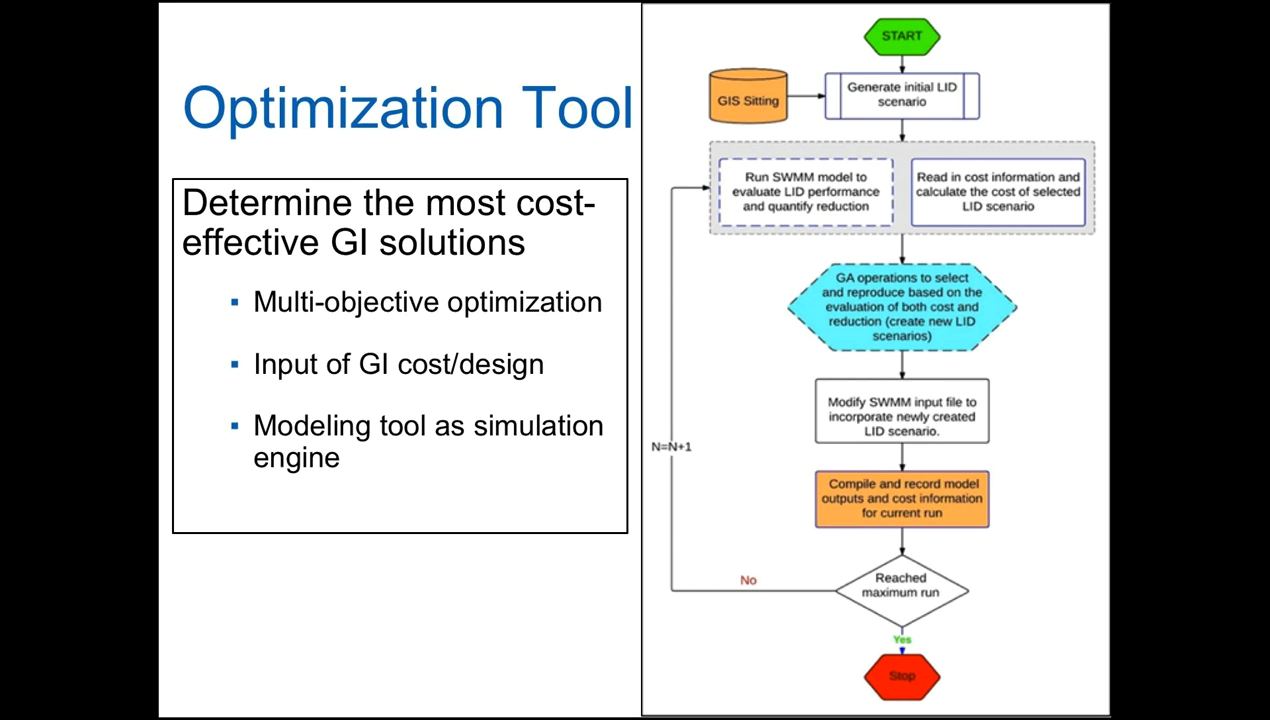 Optimization Tool
Determine the most cost-
effective GI solutions
▪ Multi-objective optimization
▪ Input of GI cost/design
▪ Modeling tool as simulation
engine
START
GIS Sitting
Generate initial LID
scenario
Run SWMM model to
evaluate LID performance
and quantify reduction
Read in cost information and
calculate the cost of selected
LID scenario
GA operations to select
and reproduce based on the
evaluation of both cost and
reduction (create new LID
scenarios)
Modify SWMM input file to
incorporate newly created
LID scenario.
N=N+1
Compile and record model
outputs and cost information
for current run
No
Reached
maximum run
Yes
Stop